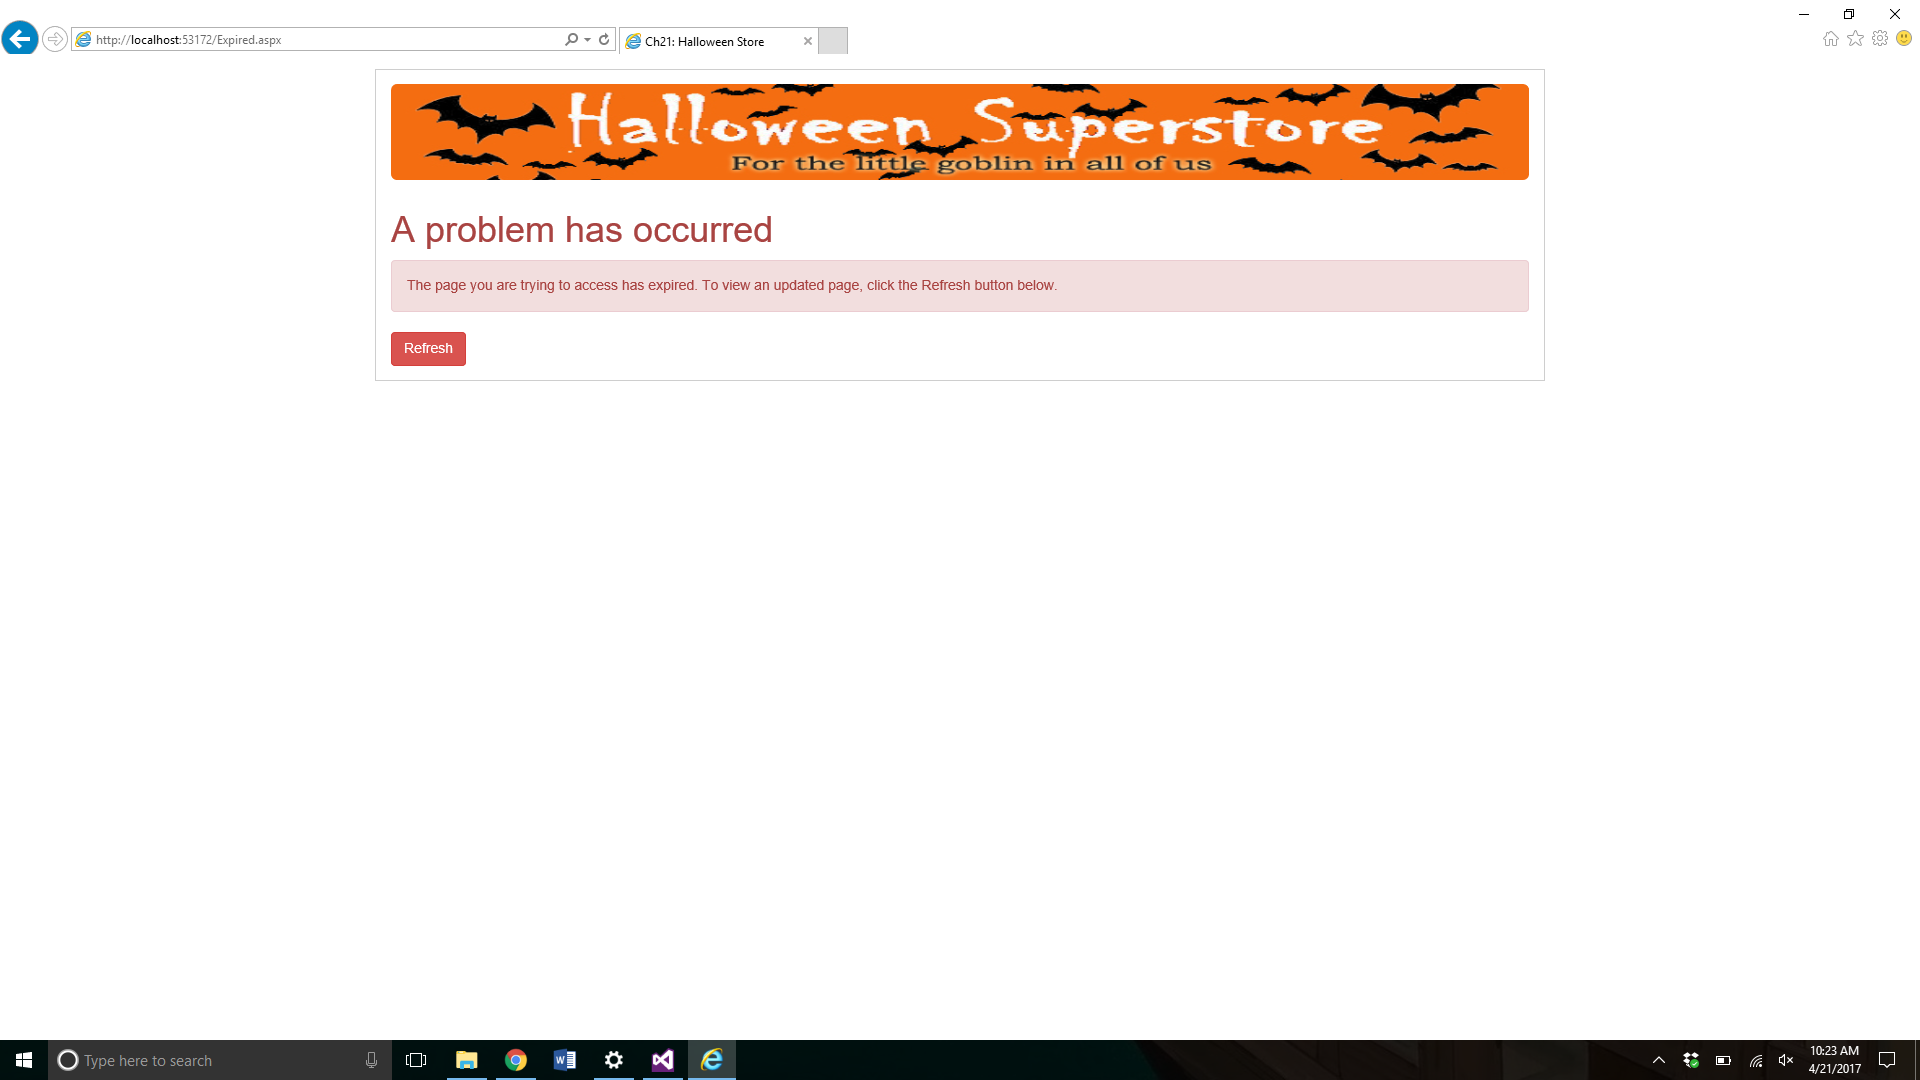 http://localhost:53172/Expired.aspx
Ch21: Halloween Store
Halloween Superstore
For the little goblin in all of us
A problem has occurred
The page you are trying to access has expired. To view an updated page, click the Refresh button below.
Refresh
Type here to search
10:23 AM
4/21/2017